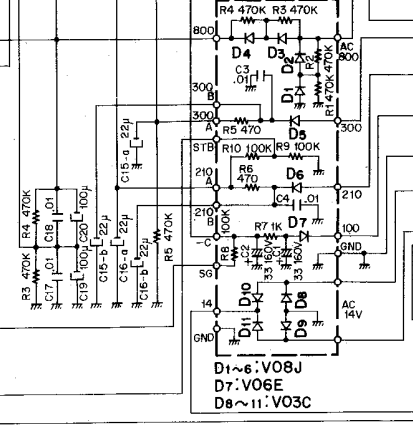 R4 470K R3 470K
800
D4 D3
AC
800
D2
R2 470K
C3
.01
D1
R1 470K
300
B
300
A
R5 470
D5
300
STB
R10 100K R9 100K
22μ
C15-a
210
A
R6
470
D6
210
C4 .01
210
B
100K
R7 1K
D7
100
-C
R8
C2
33 160V
C1
33 160V
GND
SG
R4 470K
C18 .01
C20 100μ
C15-b 22μ
C16-a 22μ
C16-b 22μ
R5 470K
R3 470K
C17 .01
C19 100μ
D10 D8
AC
14V
14
D11 D9
GND
D1~6:V08J
D7:V06E
D8~11:V03C